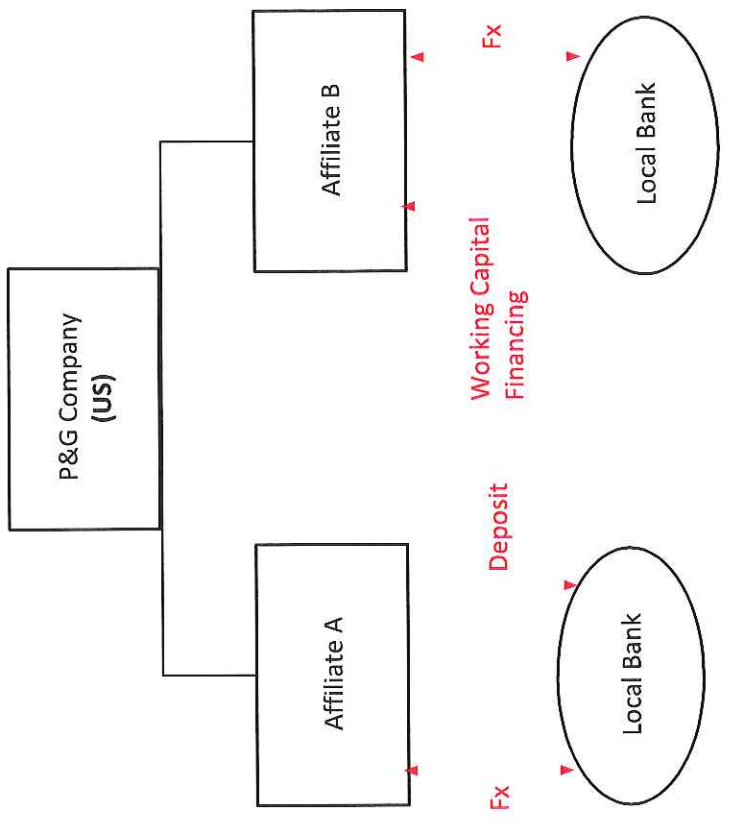 P&G Company
(US)
Affiliate A
Affiliate B
Fx
Deposit
Working Capital
Financing
Fx
Local Bank
Local Bank